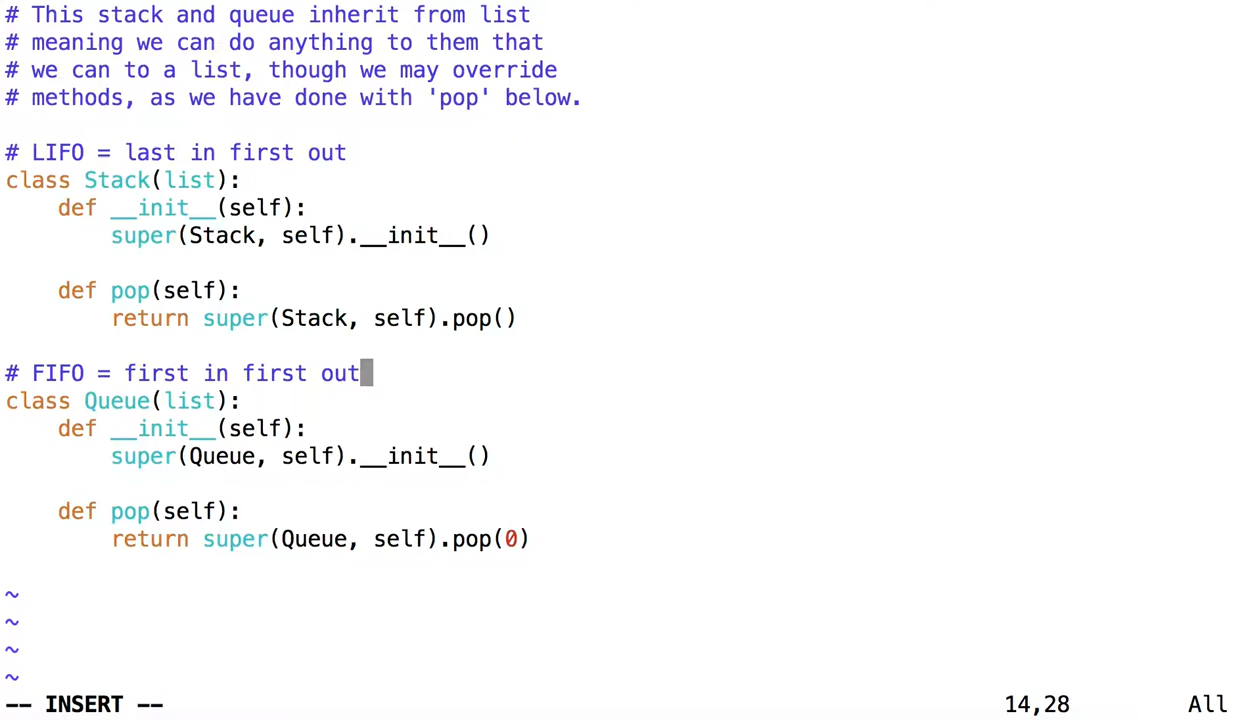 # This stack and queue inherit from list
# meaning we can do anything to them that
# we can to a list, though we may override
# methods, as we have done with 'pop' below.

# LIFO = last in first out
class Stack(list):
    def __init__(self):
        super(Stack, self).__init__()

    def pop(self):
        return super(Stack, self).pop()

# FIFO = first in first out
class Queue(list):
    def __init__(self):
        super(Queue, self).__init__()

    def pop(self):
        return super(Queue, self).pop(0)

~
~
~
~
-- INSERT -- 14,28 All